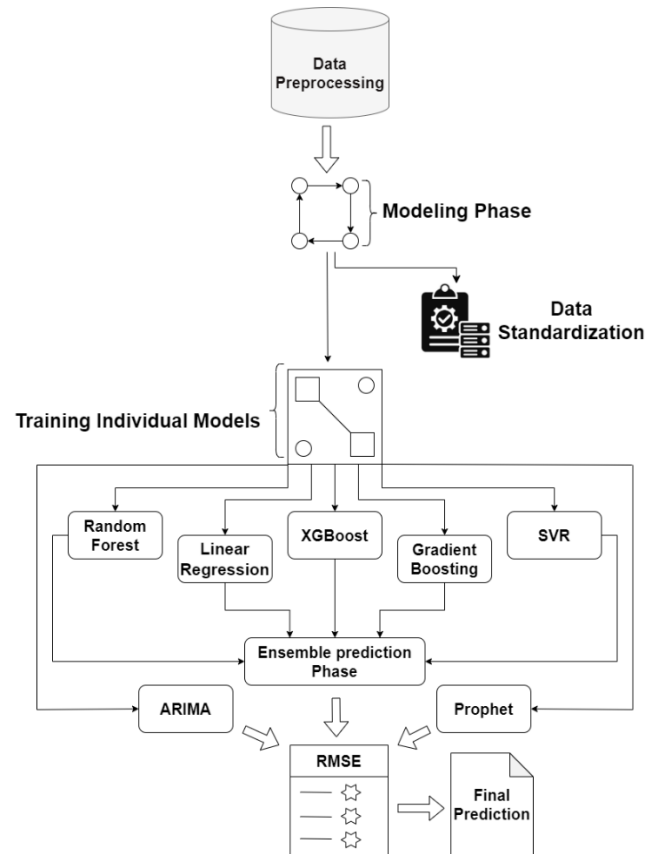 Data
Preprocessing
Modeling Phase
Data
Standardization
Training Individual Models
Random
Forest
Linear
Regression
XGBoost
Gradient
Boosting
SVR
Ensemble prediction
Phase
ARIMA
Prophet
RMSE
Final
Prediction